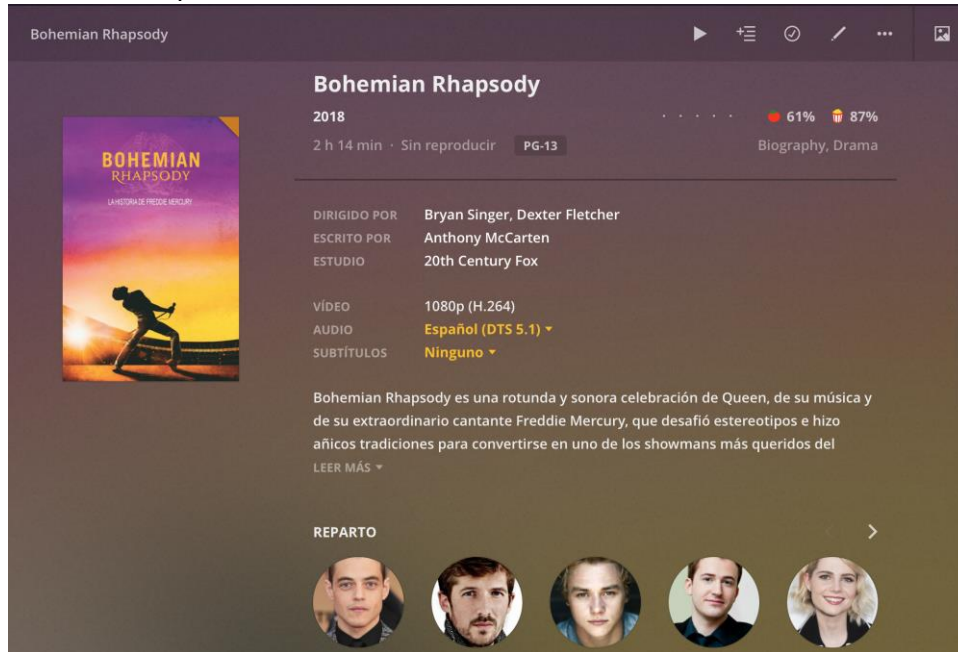 Bohemian Rhapsody
Bohemian Rhapsody
2018
61% 87%
2 h 14 min · Sin reproducir PG-13
Biography, Drama
BOHEMIAN
RHAPSODY
LA HISTORIA DE FREDDIE MERCURY
DIRIGIDO POR Bryan Singer, Dexter Fletcher
ESCRITO POR Anthony McCarten
ESTUDIO 20th Century Fox
VÍDEO 1080p (H.264)
AUDIO Español (DTS 5.1)
SUBTÍTULOS Ninguno
Bohemian Rhapsody es una rotunda y sonora celebración de Queen, de su música y
de su extraordinario cantante Freddie Mercury, que desafió estereotipos e hizo
añicos tradiciones para convertirse en uno de los showmans más queridos del
LEER MÁS
REPARTO